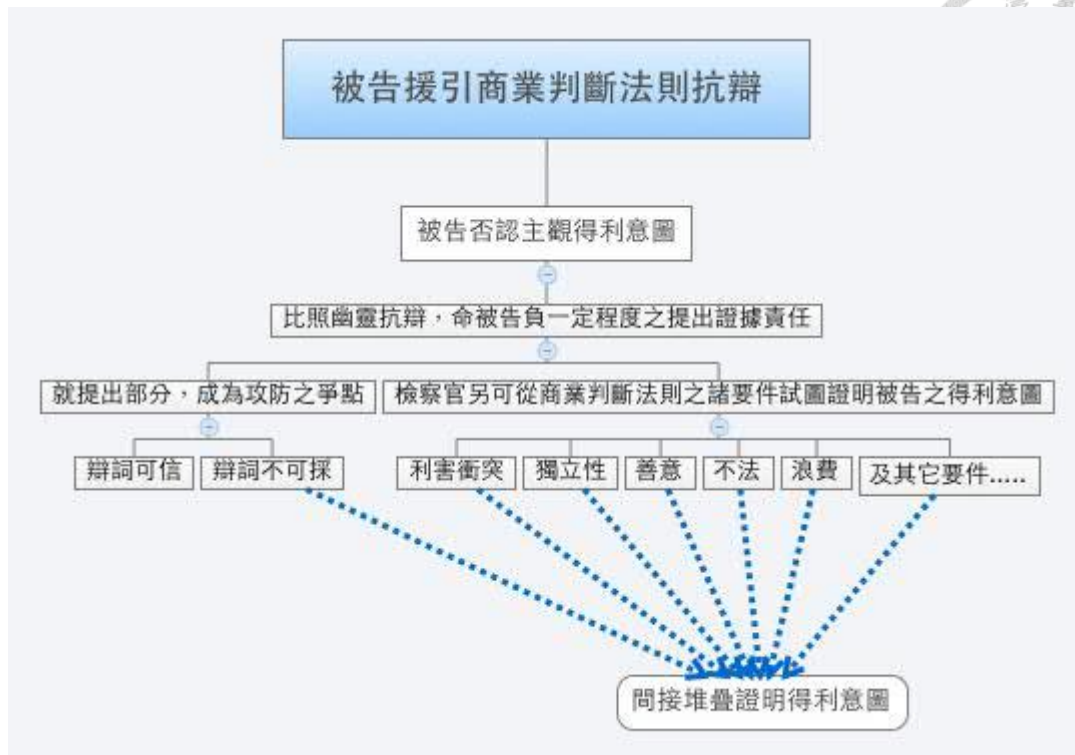 被告援引商業判斷法則抗辯
被告否認主觀得利意圖
比照幽靈抗辯，命被告負一定程度之提出證據責任
就提出部分，成為攻防之爭點
檢察官另可從商業判斷法則之諸要件試圖證明被告之得利意圖
辯詞可信
辯詞不可採
利害衝突
獨立性
善意
不法
浪費
及其它要件.....
間接堆疊證明得利意圖